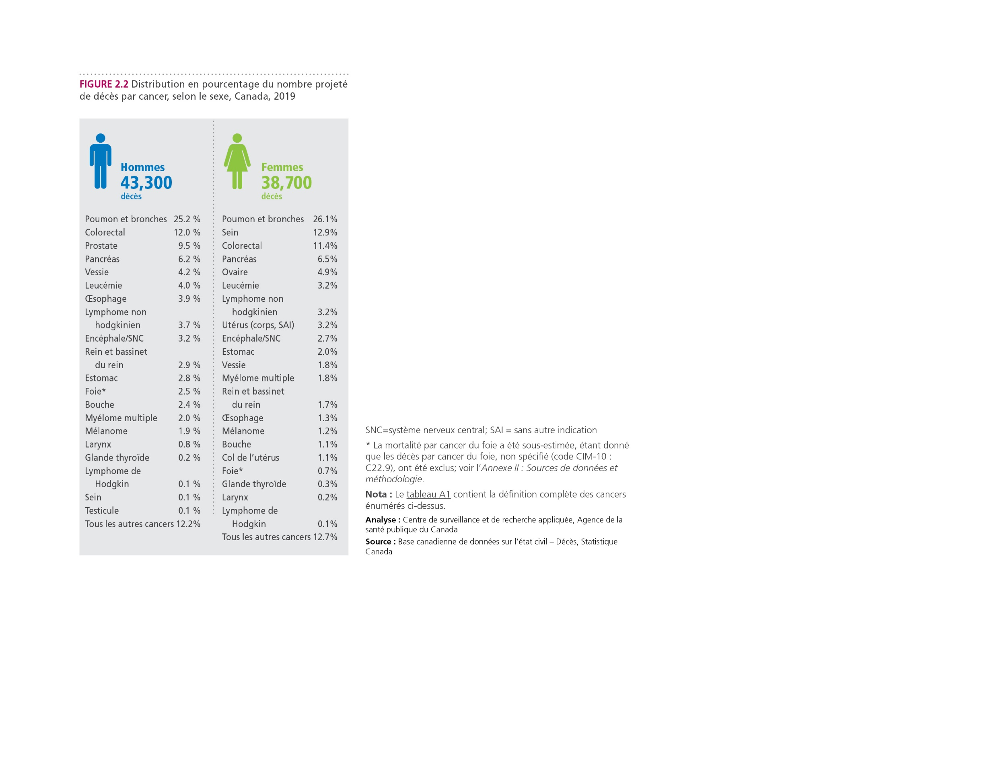 FIGURE 2.2 Distribution en pourcentage du nombre projeté
de décès par cancer, selon le sexe, Canada, 2019
Hommes
43,300
décès
Poumon et bronches 25.2 %
Colorectal 12.0 %
Prostate 9.5 %
Pancréas 6.2 %
Vessie 4.2 %
Leucémie 4.0 %
Œsophage 3.9 %
Lymphome non
hodgkinien 3.7 %
Encéphale/SNC 3.2 %
Rein et bassinet
du rein 2.9 %
Estomac 2.8 %
Foie* 2.5 %
Bouche 2.4 %
Myélome multiple 2.0 %
Mélanome 1.9 %
Larynx 0.8 %
Glande thyroïde 0.2 %
Lymphome de
Hodgkin 0.1 %
Sein 0.1 %
Testicule 0.1 %
Tous les autres cancers 12.2%
Femmes
38,700
décès
Poumon et bronches 26.1%
Sein 12.9%
Colorectal 11.4%
Pancréas 6.5%
Ovaire 4.9%
Leucémie 3.2%
Lymphome non
hodgkinien 3.2%
Utérus (corps, SAI) 3.2%
Encéphale/SNC 2.7%
Estomac 2.0%
Vessie 1.8%
Myélome multiple 1.8%
Rein et bassinet
du rein 1.7%
Œsophage 1.3%
Mélanome 1.2%
Bouche 1.1%
Col de l’utérus 1.1%
Foie* 0.7%
Glande thyroïde 0.3%
Larynx 0.2%
Lymphome de
Hodgkin 0.1%
Tous les autres cancers 12.7%
SNC=système nerveux central; SAI = sans autre indication
* La mortalité par cancer du foie a été sous-estimée, étant donné
que les décès par cancer du foie, non spécifié (code CIM-10 :
C22.9), ont été exclus; voir l’Annexe II : Sources de données et
méthodologie.
Nota : Le tableau A1 contient la définition complète des cancers
énumérés ci-dessus.
Analyse : Centre de surveillance et de recherche appliquée, Agence de la
santé publique du Canada
Source : Base canadienne de données sur l’état civil – Décès, Statistique
Canada